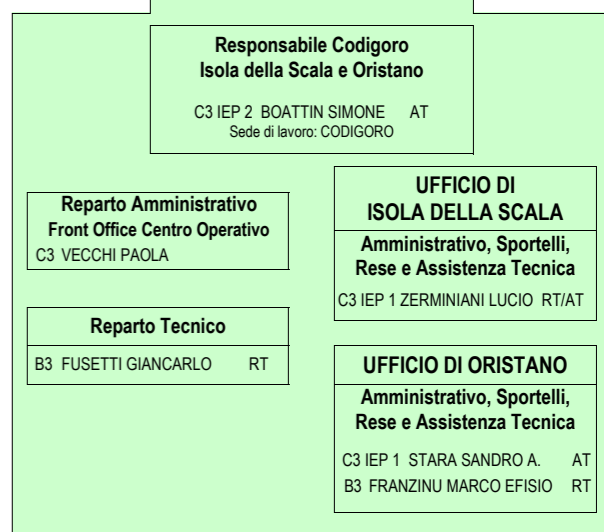 Responsabile Codigoro
Isola della Scala e Oristano
C3 IEP 2 BOATTIN SIMONE AT
Sede di lavoro: CODIGORO
Reparto Amministrativo
Front Office Centro Operativo
C3 VECCHI PAOLA
Reparto Tecnico
B3 FUSETTI GIANCARLO RT
UFFICIO DI
ISOLA DELLA SCALA
Amministrativo, Sportelli,
Rese e Assistenza Tecnica
C3 IEP 1 ZERMINIANI LUCIO RT/AT
UFFICIO DI ORISTANO
Amministrativo, Sportelli,
Rese e Assistenza Tecnica
C3 IEP 1 STARA SANDRO A. AT
B3 FRANZINU MARCO EFISIO RT